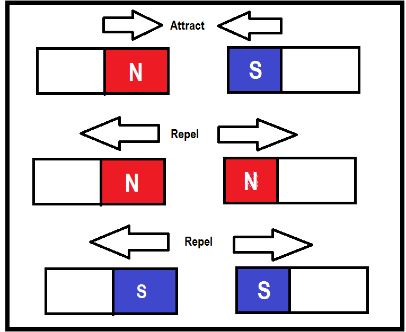 Attract
N S
Repel
N N
Repel
S S